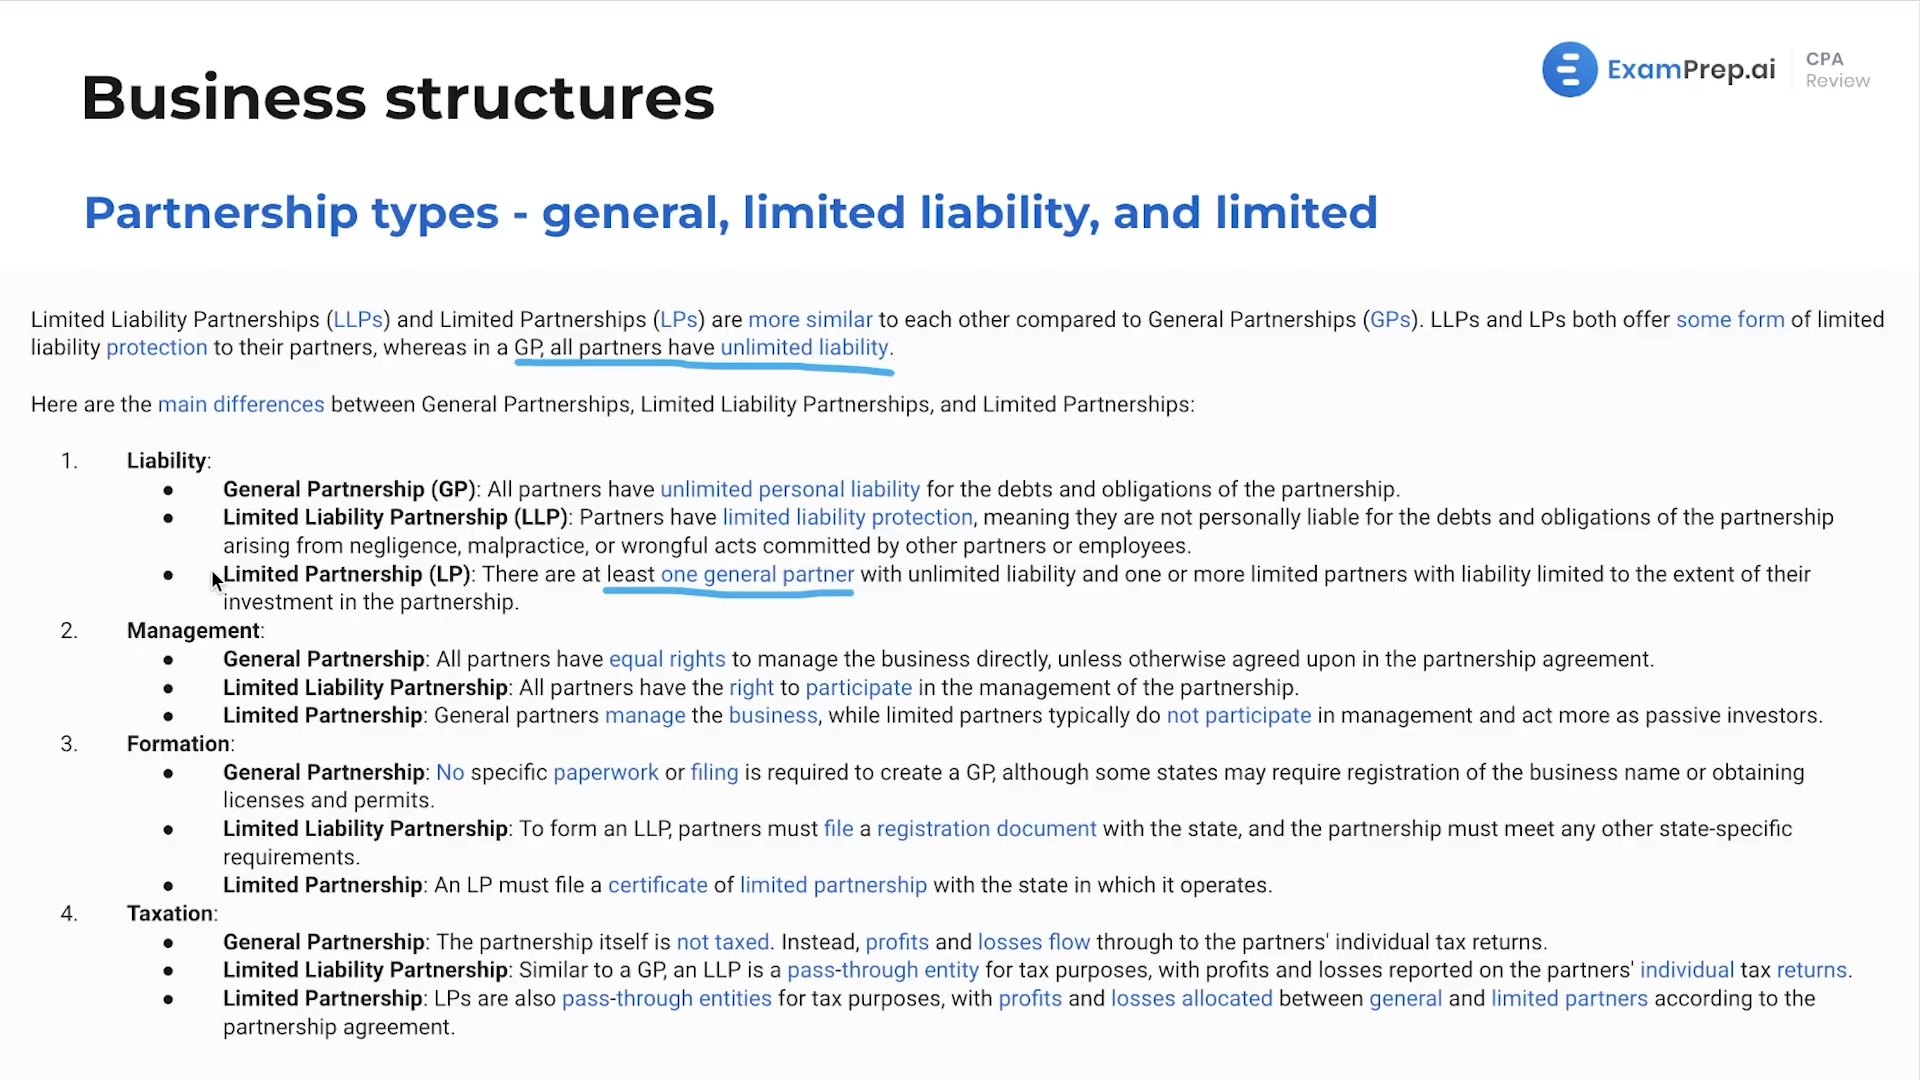 Business structures
ExamPrep.ai
CPA
Review
Partnership types - general, limited liability, and limited
Limited Liability Partnerships (LLPs) and Limited Partnerships (LPs) are more similar to each other compared to General Partnerships (GPs). LLPs and LPs both offer some form of limited
liability protection to their partners, whereas in a GP, all partners have unlimited liability.
Here are the main differences between General Partnerships, Limited Liability Partnerships, and Limited Partnerships:
1. Liability:
● General Partnership (GP): All partners have unlimited personal liability for the debts and obligations of the partnership.
● Limited Liability Partnership (LLP): Partners have limited liability protection, meaning they are not personally liable for the debts and obligations of the partnership
arising from negligence, malpractice, or wrongful acts committed by other partners or employees.
● Limited Partnership (LP): There are at least one general partner with unlimited liability and one or more limited partners with liability limited to the extent of their
investment in the partnership.
2. Management:
● General Partnership: All partners have equal rights to manage the business directly, unless otherwise agreed upon in the partnership agreement.
● Limited Liability Partnership: All partners have the right to participate in the management of the partnership.
● Limited Partnership: General partners manage the business, while limited partners typically do not participate in management and act more as passive investors.
3. Formation:
● General Partnership: No specific paperwork or filing is required to create a GP, although some states may require registration of the business name or obtaining
licenses and permits.
● Limited Liability Partnership: To form an LLP, partners must file a registration document with the state, and the partnership must meet any other state-specific
requirements.
● Limited Partnership: An LP must file a certificate of limited partnership with the state in which it operates.
4. Taxation:
● General Partnership: The partnership itself is not taxed. Instead, profits and losses flow through to the partners' individual tax returns.
● Limited Liability Partnership: Similar to a GP, an LLP is a pass-through entity for tax purposes, with profits and losses reported on the partners' individual tax returns.
● Limited Partnership: LPs are also pass-through entities for tax purposes, with profits and losses allocated between general and limited partners according to the
partnership agreement.